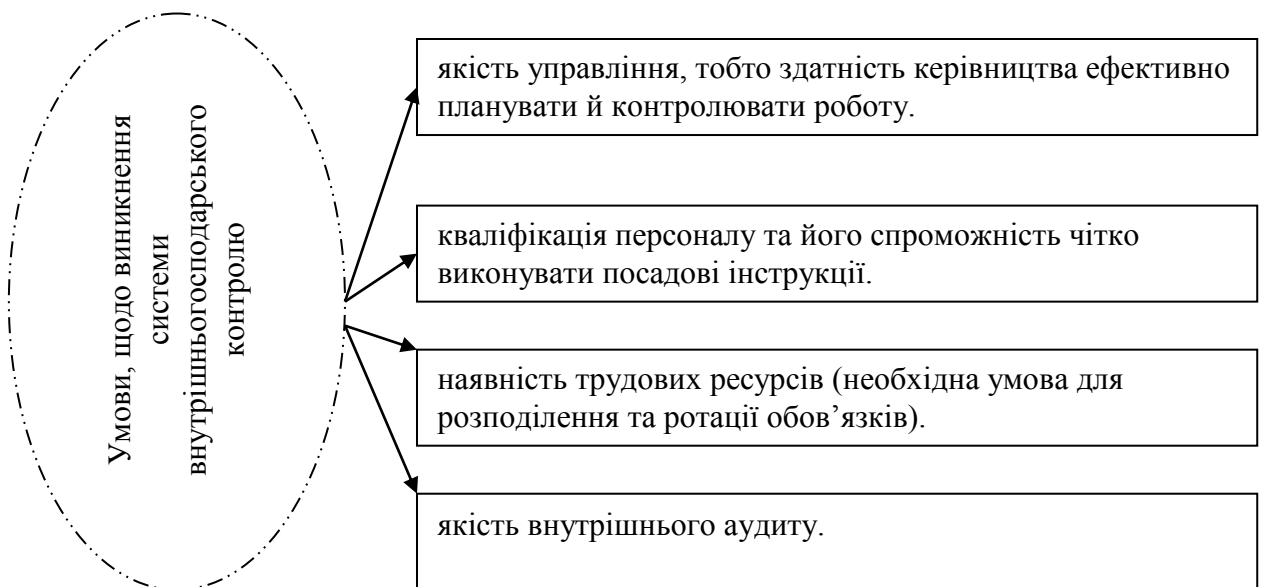 Умови, щодо виникнення
системи
внутрішньогосподарського
контролю
якість управління, тобто здатність керівництва ефективно
планувати й контролювати роботу.
кваліфікація персоналу та його спроможність чітко
виконувати посадові інструкції.
наявність трудових ресурсів (необхідна умова для
розподілення та ротації обов’язків).
якість внутрішнього аудиту.